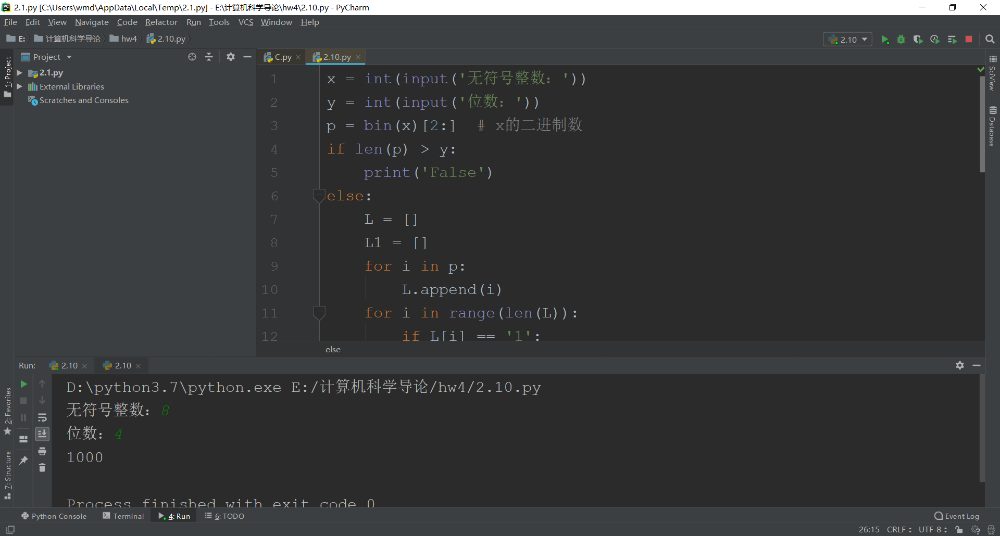 2.1.py [C:\Users\wmd\AppData\Local\Temp\2.1.py] - E:\计算机科学导论\hw4\2.10.py - PyCharm
File Edit View Navigate Code Refactor Run Tools VCS Window Help
E: 计算机科学导论 hw4 2.10.py
2.10
1: Project
Project
2.1.py
External Libraries
Scratches and Consoles
C.py 2.10.py
1 x = int(input('无符号整数：'))
2 y = int(input('位数：'))
3 p = bin(x)[2:]  # x的二进制数
4 if len(p) > y:
5     print('False')
6 else:
7     L = []
8     L1 = []
9     for i in p:
10         L.append(i)
11     for i in range(len(L)):
12         if L[i] == '1':
else
SciView
Database
Run: 2.10 2.10
D:\python3.7\python.exe E:/计算机科学导论/hw4/2.10.py
无符号整数：8
位数：4
1000
Process finished with exit code 0
2: Favorites
7: Structure
Python Console Terminal 4: Run 6: TODO Event Log
26:15 CRLF UTF-8